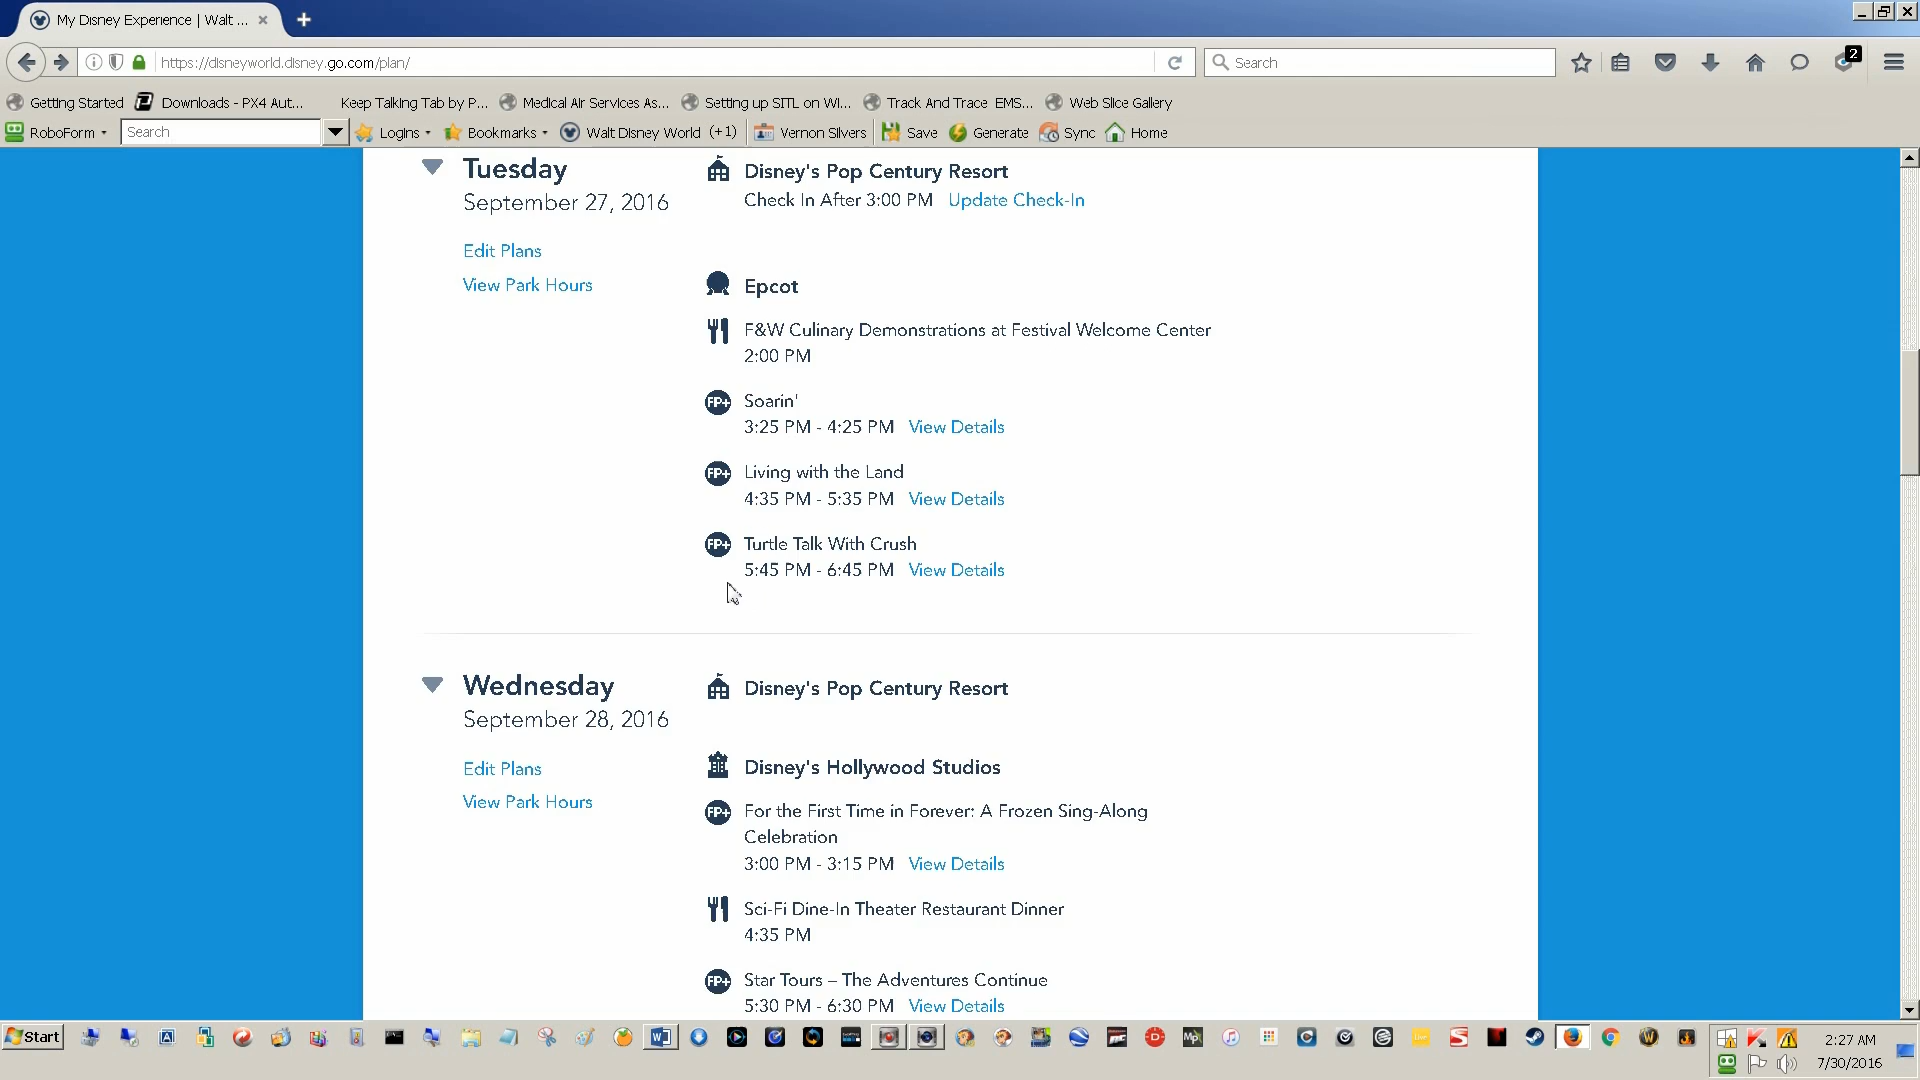 My Disney Experience | Walt ...
https://disneyworld.disney.go.com/plan/
Search
2
Getting Started
Downloads - PX4 Aut...
Keep Talking Tab by P...
Medical Air Services As...
Setting up SITL on Wi...
Track And Trace EMS...
Web Slice Gallery
RoboForm
Search
Logins
Bookmarks
Walt Disney World (+1)
Vernon Silvers
Save
Generate
Sync
Home
Tuesday
September 27, 2016
Edit Plans
View Park Hours
Disney's Pop Century Resort
Check In After 3:00 PM Update Check-In
Epcot
F&W Culinary Demonstrations at Festival Welcome Center
2:00 PM
FP+ Soarin'
3:25 PM - 4:25 PM View Details
FP+ Living with the Land
4:35 PM - 5:35 PM View Details
FP+ Turtle Talk With Crush
5:45 PM - 6:45 PM View Details
Wednesday
September 28, 2016
Edit Plans
View Park Hours
Disney's Pop Century Resort
Disney's Hollywood Studios
FP+ For the First Time in Forever: A Frozen Sing-Along
Celebration
3:00 PM - 3:15 PM View Details
Sci-Fi Dine-In Theater Restaurant Dinner
4:35 PM
FP+ Star Tours – The Adventures Continue
5:30 PM - 6:30 PM View Details
Start
2:27 AM
7/30/2016